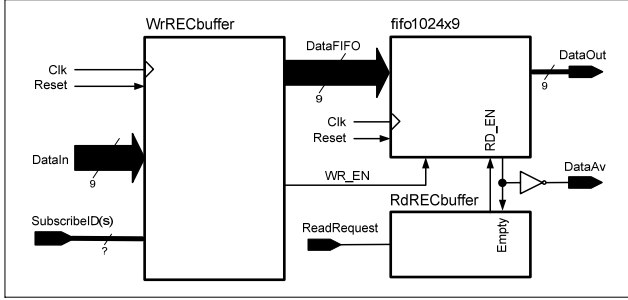 WrRECbuffer
fifo1024x9
DataFIFO
DataOut
Clk
Reset
9
9
Clk
Reset
RD_EN
DataIn
9
WR_EN
DataAv
RdRECbuffer
SubscribeID(s)
?
ReadRequest
Empty